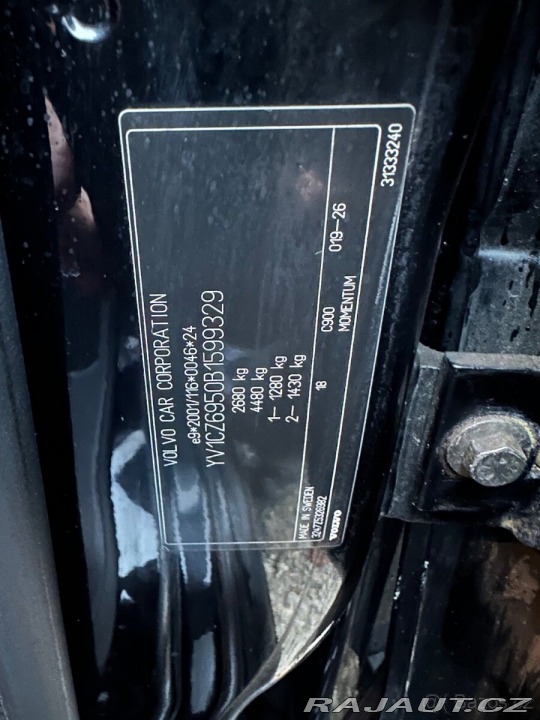 VOLVO CAR CORPORATION
e9*2001/116*0046*24
YV1CZ6950B1599329
2680 kg
4480 kg
1– 1280 kg
2– 1430 kg
18 C900 019–26
MOMENTUM
MADE IN SWEDEN
VOLVO
31333240
RAJAUT.CZ